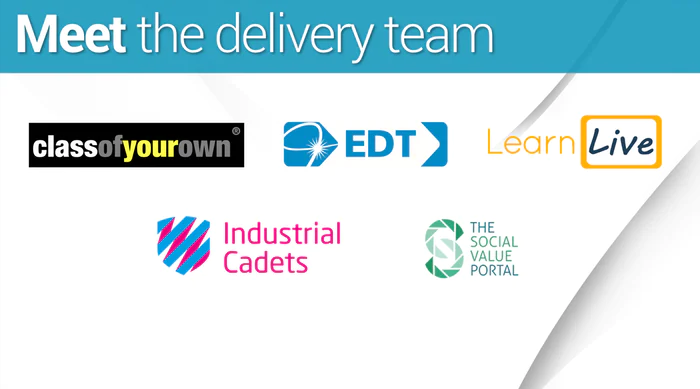 Meet the delivery team
classofyourown®
EDT
Learn Live
Industrial
Cadets
THE
SOCIAL
VALUE
PORTAL